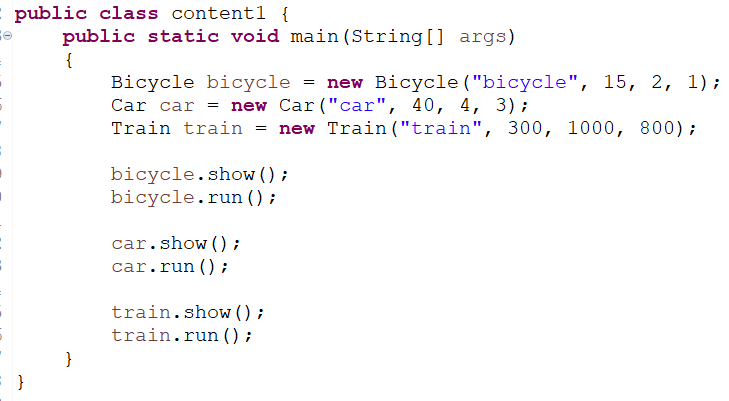 public class content1 {
    public static void main(String[] args)
    {
        Bicycle bicycle = new Bicycle("bicycle", 15, 2, 1);
        Car car = new Car("car", 40, 4, 3);
        Train train = new Train("train", 300, 1000, 800);

        bicycle.show();
        bicycle.run();

        car.show();
        car.run();

        train.show();
        train.run();
    }
}